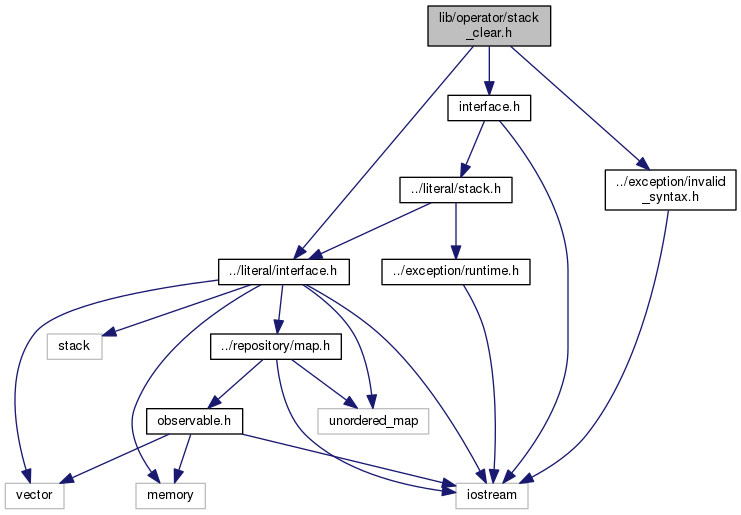 lib/operator/stack
_clear.h
interface.h
../literal/stack.h
../exception/invalid
_syntax.h
../literal/interface.h
../exception/runtime.h
stack
../repository/map.h
observable.h
unordered_map
vector
memory
iostream